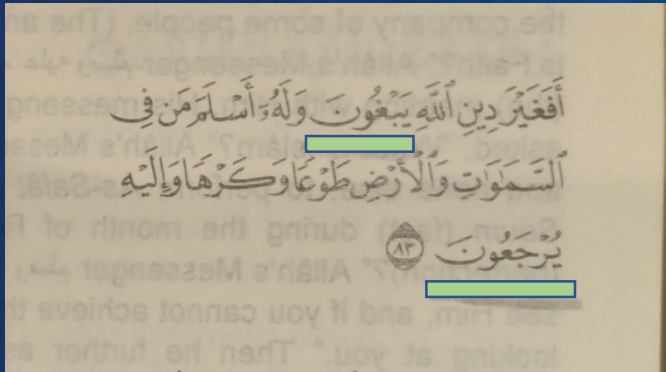 أَفَغَيْرَ دِينِ ٱللَّهِ يَبْغُونَ وَلَهُۥٓ أَسْلَمَ مَن فِى
ٱلسَّمَٰوَٰتِ وَٱلْأَرْضِ طَوْعًا وَكَرْهًا وَإِلَيْهِ
يُرْجَعُونَ ٨٣